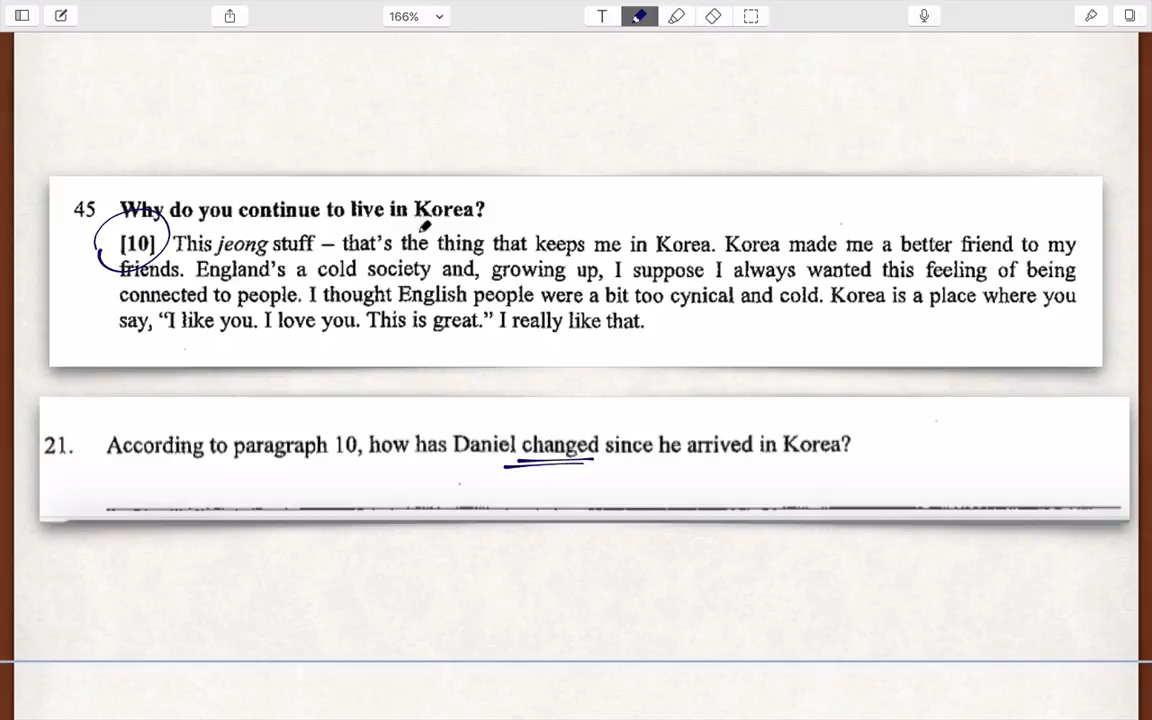 166%
T
45 Why do you continue to live in Korea?
[10] This jeong stuff – that's the thing that keeps me in Korea. Korea made me a better friend to my
friends. England's a cold society and, growing up, I suppose I always wanted this feeling of being
connected to people. I thought English people were a bit too cynical and cold. Korea is a place where you
say, “I like you. I love you. This is great.” I really like that.
21. According to paragraph 10, how has Daniel changed since he arrived in Korea?